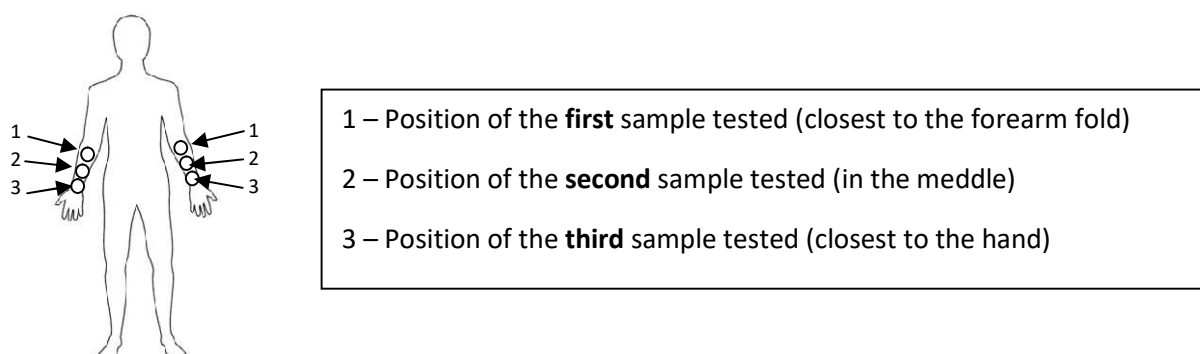 1
2
3
1
2
3
1 – Position of the first sample tested (closest to the forearm fold)
2 – Position of the second sample tested (in the meddle)
3 – Position of the third sample tested (closest to the hand)